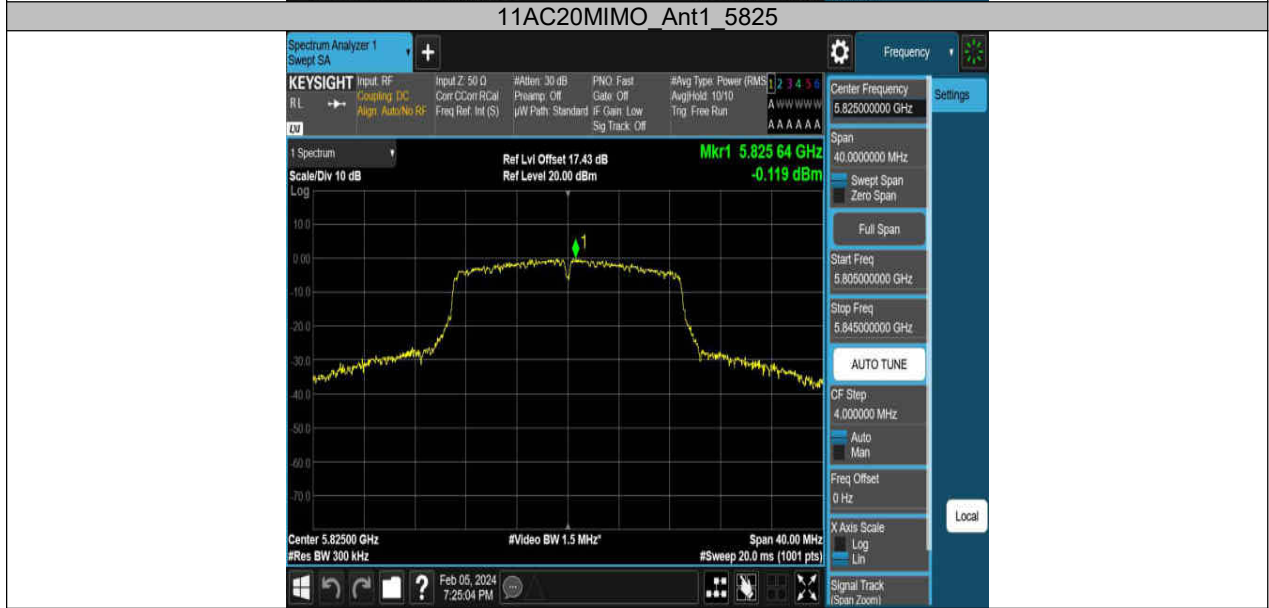 11AC20MIMO_Ant1_5825
Spectrum Analyzer 1
Swept SA
+
Frequency
KEYSIGHT
RL
Input: RF
Coupling: DC
Align: Auto/No RF
Input Z: 50 Ω
Corr CCorr RCal
Freq Ref: Int (S)
#Atten: 30 dB
Preamp: Off
µW Path: Standard
PNO: Fast
Gate: Off
IF Gain: Low
Sig Track: Off
#Avg Type: Power (RMS
Avg|Hold: 10/10
Trig: Free Run
1 2 3 4 5 6
A W W W W W
A A A A A A
1 Spectrum
Scale/Div 10 dB
Ref Lvl Offset 17.43 dB
Ref Level 20.00 dBm
Mkr1 5.825 64 GHz
-0.119 dBm
Log
10.0
0.00
-10.0
-20.0
-30.0
-40.0
-50.0
-60.0
-70.0
1
Center 5.82500 GHz
#Res BW 300 kHz
#Video BW 1.5 MHz*
Span 40.00 MHz
#Sweep 20.0 ms (1001 pts)
?
Feb 05, 2024
7:25:04 PM
Center Frequency
5.825000000 GHz
Settings
Span
40.0000000 MHz
Swept Span
Zero Span
Full Span
Start Freq
5.805000000 GHz
Stop Freq
5.845000000 GHz
AUTO TUNE
CF Step
4.000000 MHz
Auto
Man
Freq Offset
0 Hz
X Axis Scale
Log
Lin
Local
Signal Track
(Span Zoom)